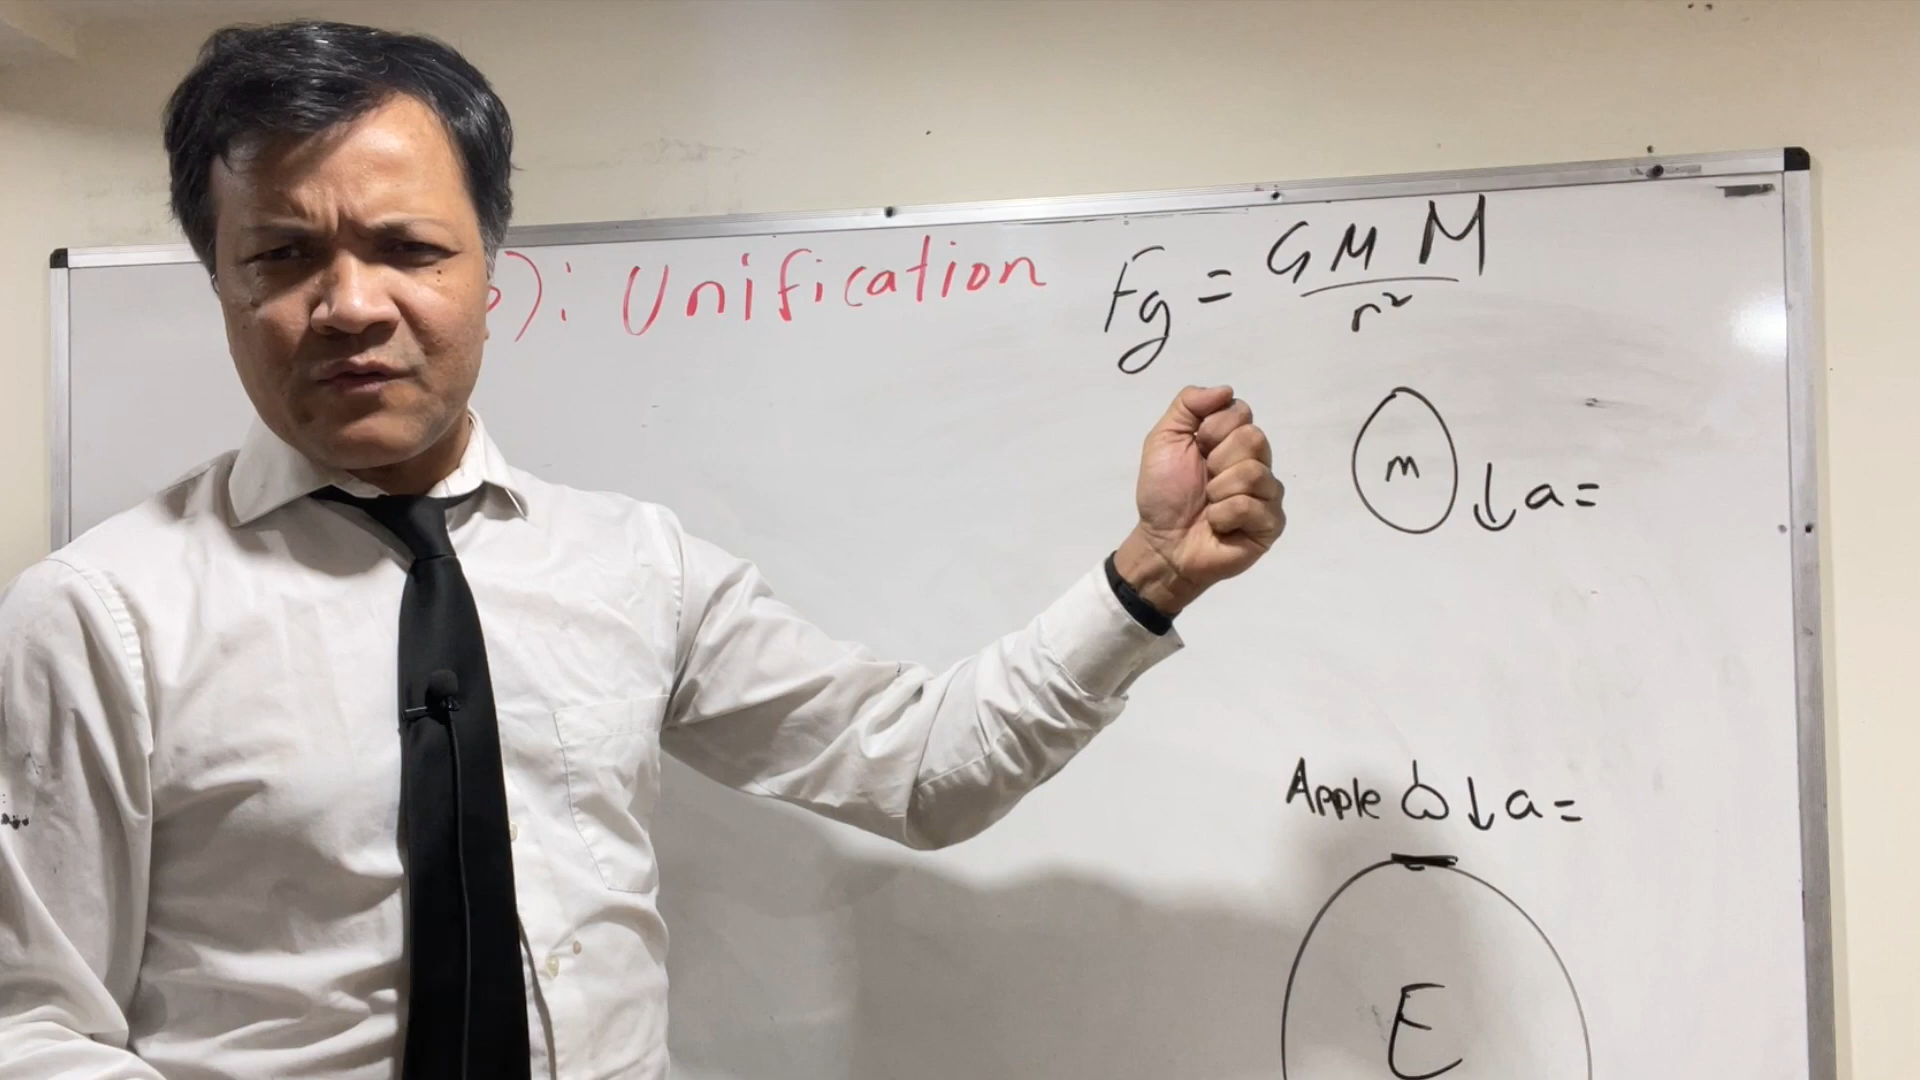 ): Unification
Fg = GMM/r²
m ↓a=
Apple ↓a=
E